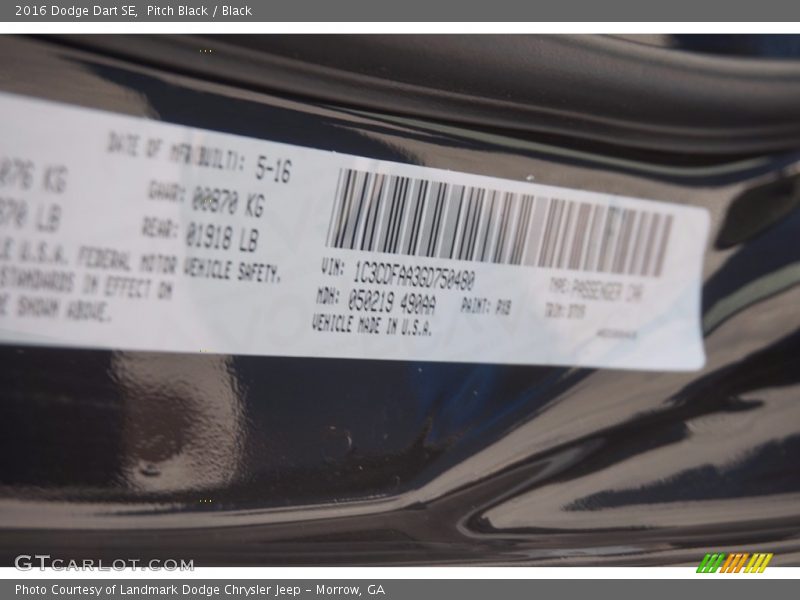 2016 Dodge Dart SE,  Pitch Black / Black
DATE OF MFR(BUILT): 5-16
076 KG GAWR: 00870 KG
670 LB REAR: 01918 LB
E U.S.A. FEDERAL MOTOR VEHICLE SAFETY.
STANDARDS IN EFFECT ON
E SHOWN ABOVE.
VIN: 1C3CDFAA3GD750490 TYPE:PASSENGER CAR
MDH: 050219 490AA PAINT: PX8 TRIM:
VEHICLE MADE IN U.S.A.
GTCARLOT.COM
Photo Courtesy of Landmark Dodge Chrysler Jeep – Morrow, GA